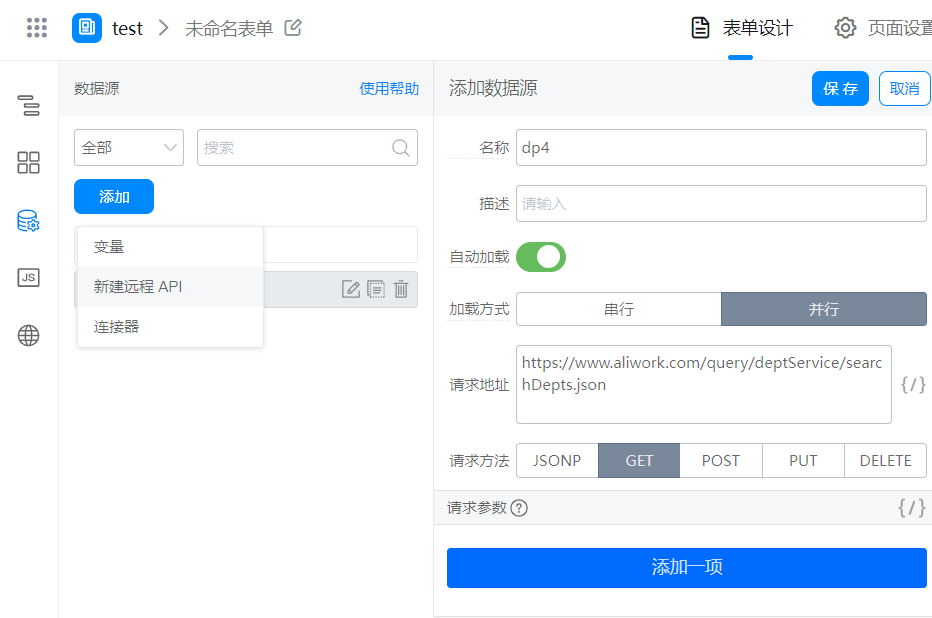 test
未命名表单
表单设计
页面设置
数据源
使用帮助
全部
搜索
添加
变量
新建远程 API
连接器
JS
添加数据源
保 存
取消
名称
dp4
描述
请输入
自动加载
加载方式
串行
并行
请求地址
https://www.aliwork.com/query/deptService/searc
hDepts.json
{/}
请求方法
JSONP
GET
POST
PUT
DELETE
请求参数
?
{/}
添加一项